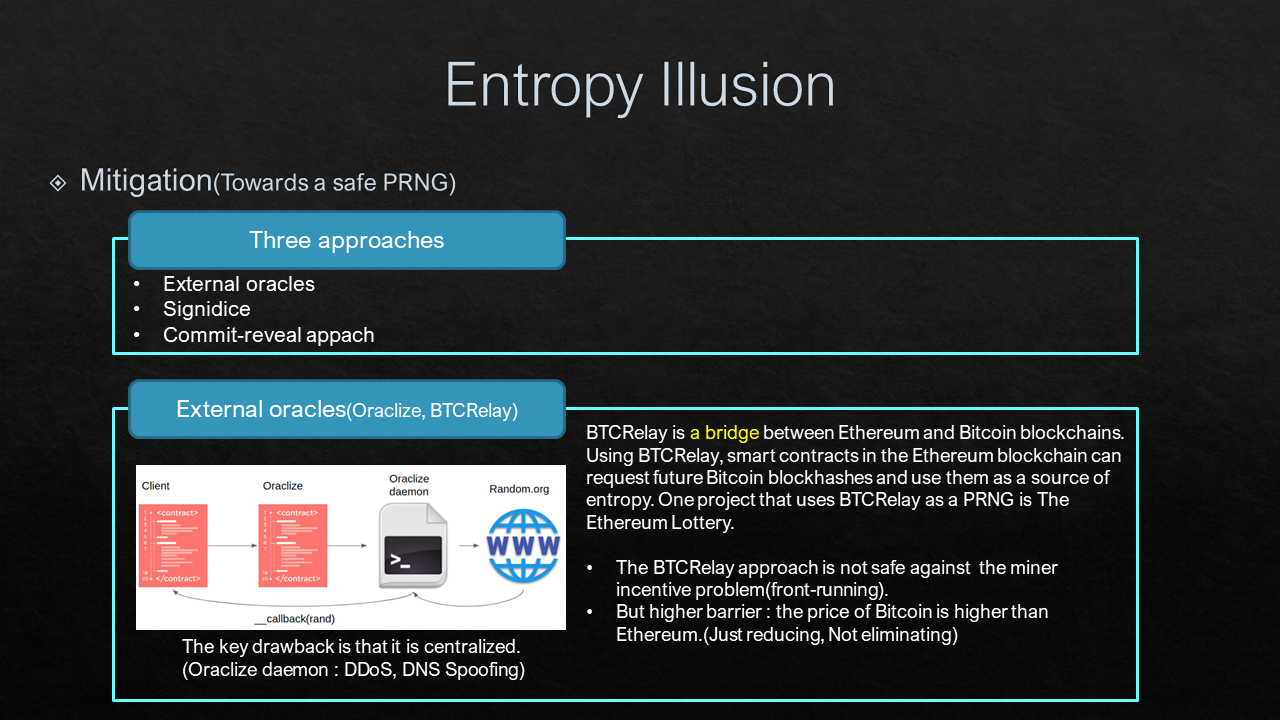 Entropy Illusion
Mitigation(Towards a safe PRNG)
Three approaches
• External oracles
• Signidice
• Commit-reveal appach
External oracles(Oraclize, BTCRelay)
Client
Oraclize
Oraclize
daemon
Random.org
<contract>
</contract>
<contract>
</contract>
>_
WWW
__callback(rand)
The key drawback is that it is centralized.
(Oraclize daemon : DDoS, DNS Spoofing)
BTCRelay is a bridge between Ethereum and Bitcoin blockchains.
Using BTCRelay, smart contracts in the Ethereum blockchain can
request future Bitcoin blockhashes and use them as a source of
entropy. One project that uses BTCRelay as a PRNG is The
Ethereum Lottery.
• The BTCRelay approach is not safe against the miner
incentive problem(front-running).
• But higher barrier : the price of Bitcoin is higher than
Ethereum.(Just reducing, Not eliminating)